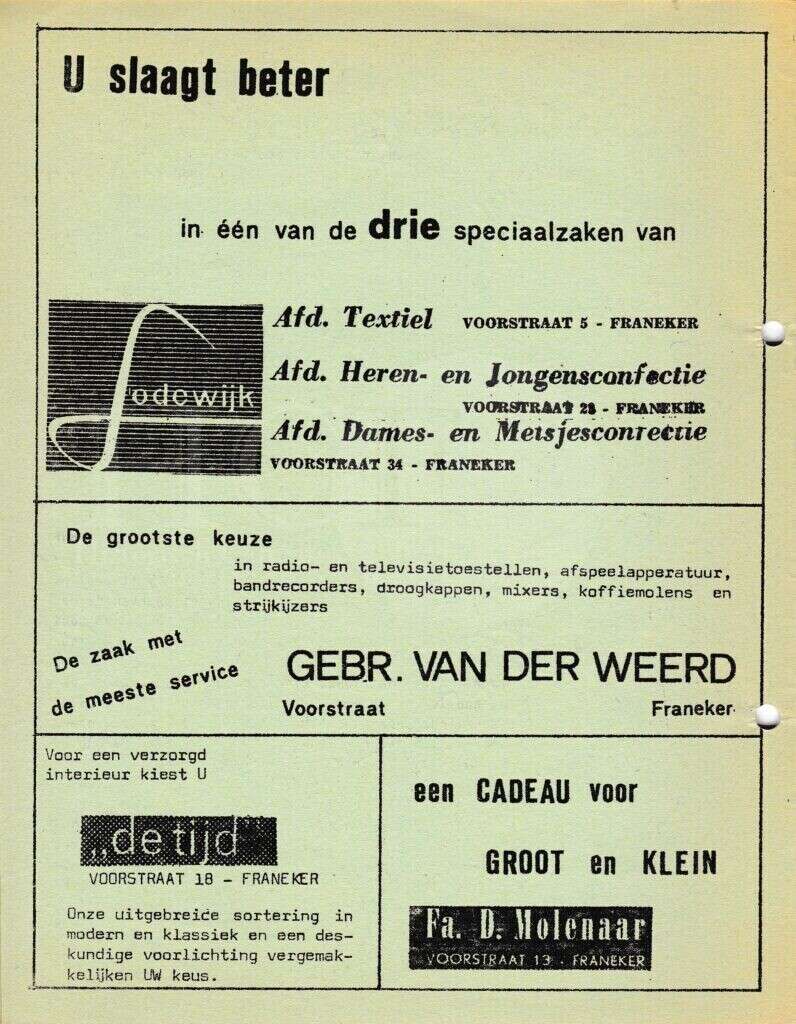 U slaagt beter
in één van de drie speciaalzaken van
Lodewijk
Afd. Textiel VOORSTRAAT 5 - FRANEKER
Afd. Heren- en Jongensconfectie
VOORSTRAAT 28 - FRANEKER
Afd. Dames- en Meisjesconfectie
VOORSTRAAT 34 - FRANEKER
De grootste keuze
in radio- en televisietoestellen, afspeelapperatuur,
bandrecorders, droogkappen, mixers, koffiemolens en
strijkijzers
De zaak met
de meeste service
GEBR. VAN DER WEERD
Voorstraat Franeker
Voor een verzorgd
interieur kiest U
„de tijd"
VOORSTRAAT 18 - FRANEKER
Onze uitgebreide sortering in
modern en klassiek en een des-
kundige voorlichting vergemak-
kelijken UW keus.
een CADEAU voor
GROOT en KLEIN
Fa. D. Molenaar
VOORSTRAAT 13 - FRANEKER